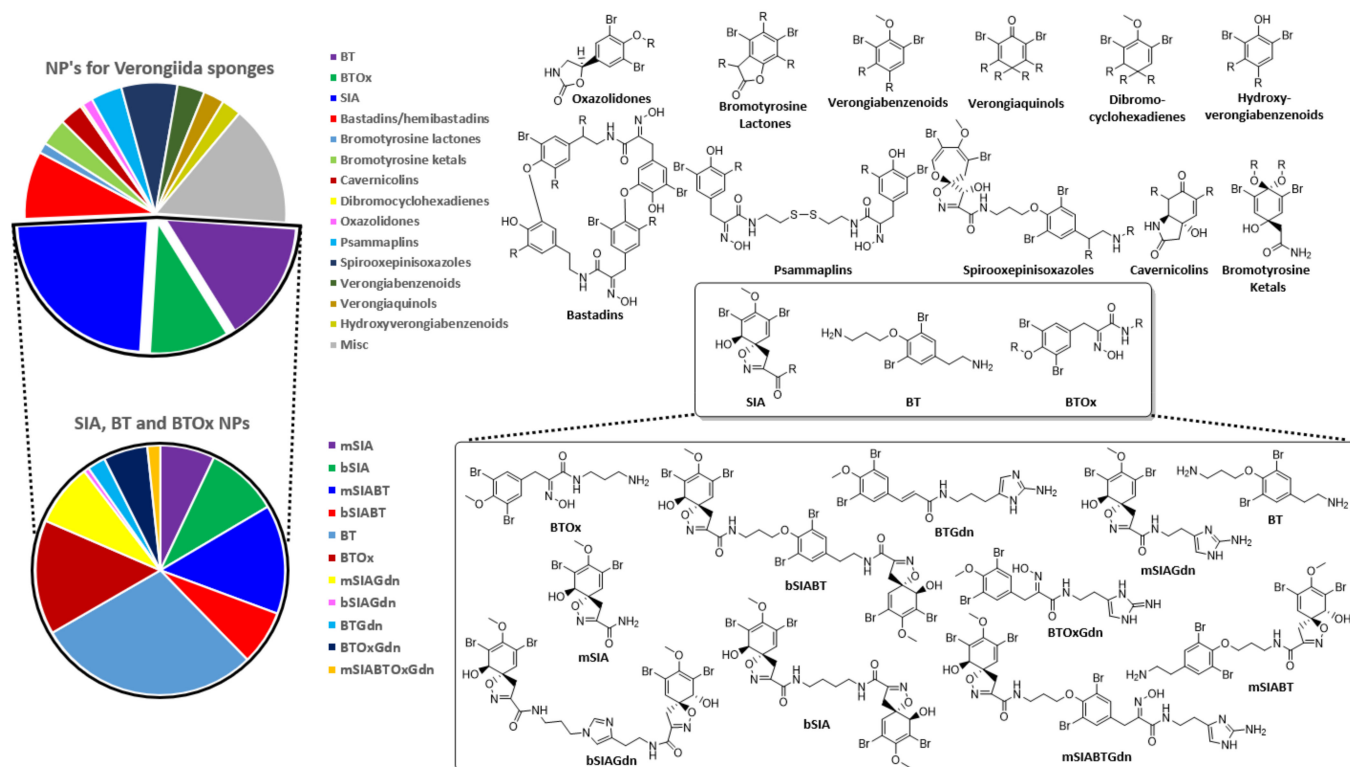 NP's for Verongiida sponges
BT
BTOx
SIA
Bastadins/hemibastadins
Bromotyrosine lactones
Bromotyrosine ketals
Cavernicolins
Dibromocyclohexadienes
Oxazolidones
Psammaplins
Spirooxepinisoxazoles
Verongiabenzenoids
Verongiaquinols
Hydroxyverongiabenzenoids
Misc
Oxazolidones
Bromotyrosine
Lactones
Verongiabenzenoids
Verongiaquinols
Dibromo-
cyclohexadienes
Hydroxy-
verongiabenzenoids
Bastadins
Psammaplins
Spirooxepinisoxazoles
Cavernicolins
Bromotyrosine
Ketals
SIA
BT
BTOx
SIA, BT and BTOx NPs
mSIA
bSIA
mSIABT
bSIABT
BT
BTOx
mSIAGdn
bSIAGdn
BTGdn
BTOxGdn
mSIABTOxGdn
BTOx
bSIABT
BTGdn
mSIAGdn
BT
mSIA
BTOxGdn
mSIABT
bSIAGdn
bSIA
mSIABTGdn